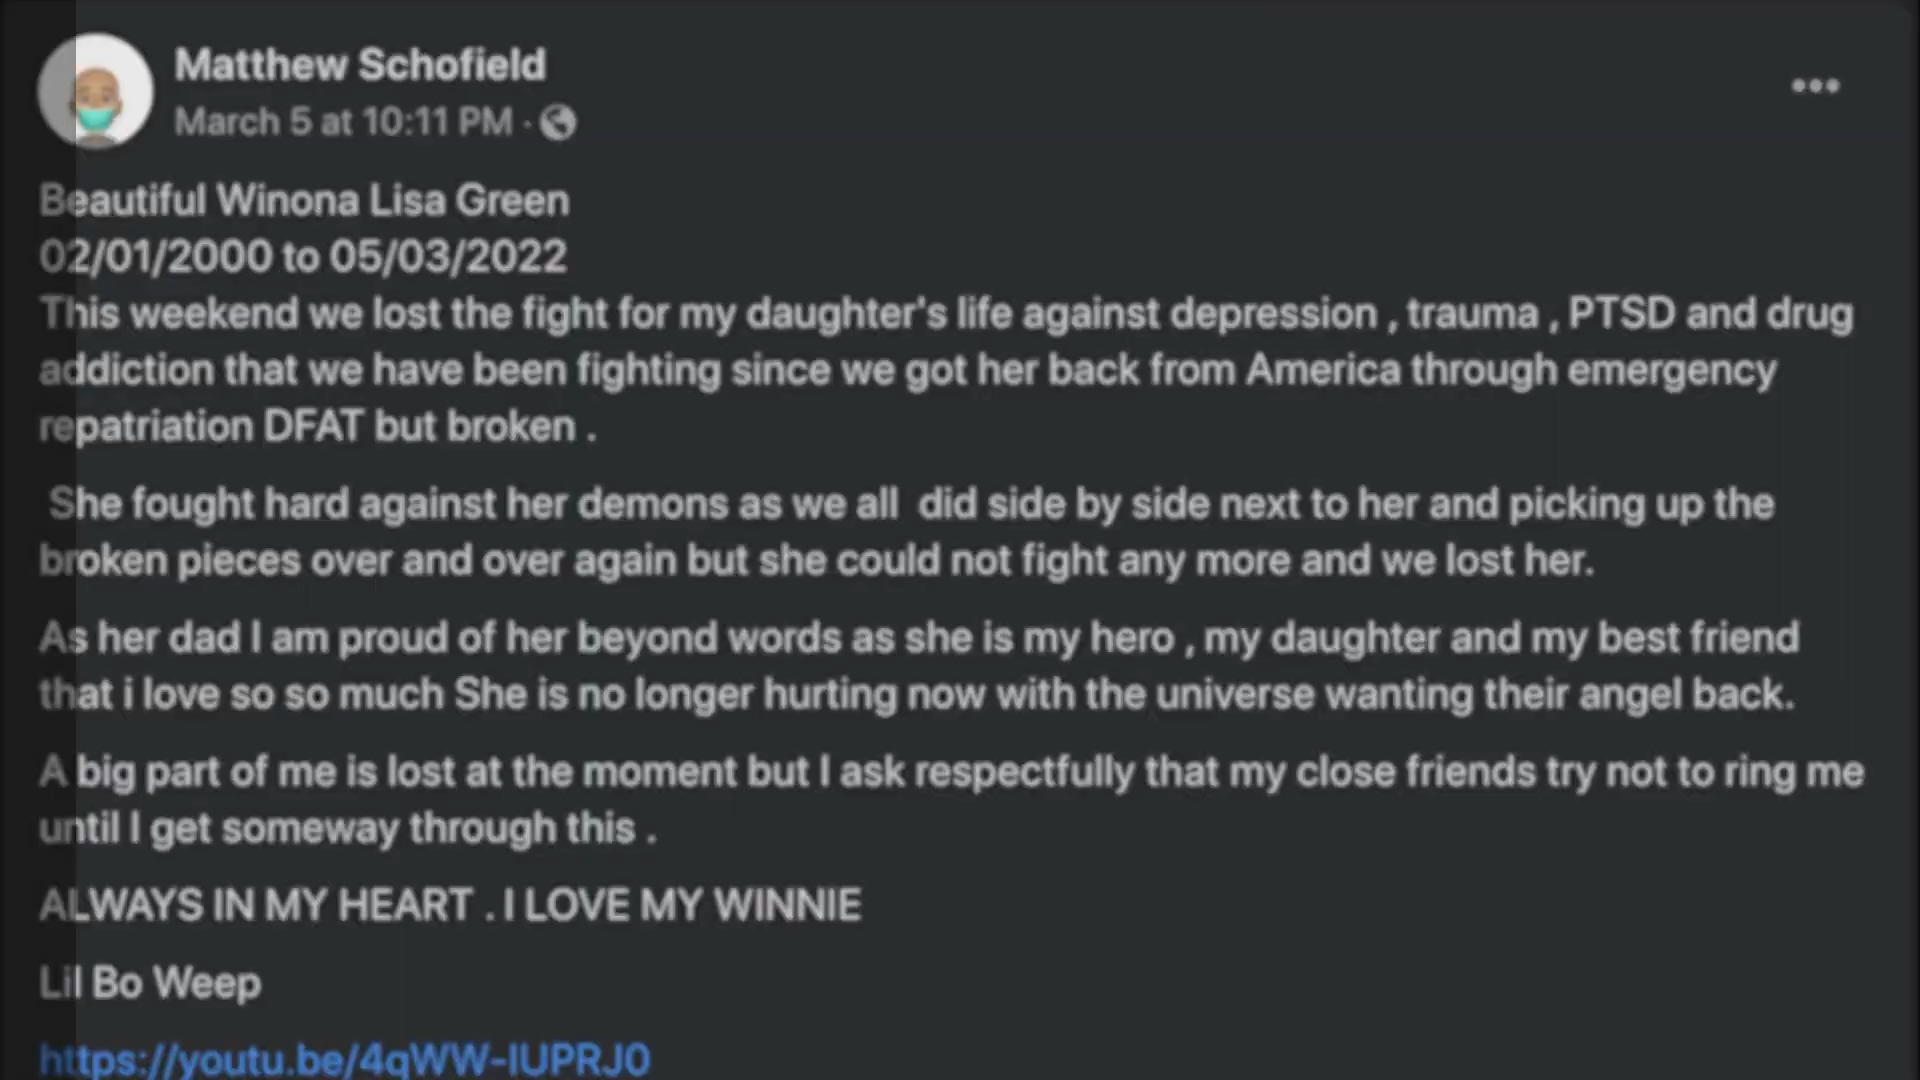 Matthew Schofield
March 5 at 10:11 PM ·
Beautiful Winona Lisa Green
02/01/2000 to 05/03/2022
This weekend we lost the fight for my daughter's life against depression , trauma , PTSD and drug
addiction that we have been fighting since we got her back from America through emergency
repatriation DFAT but broken .
She fought hard against her demons as we all  did side by side next to her and picking up the
broken pieces over and over again but she could not fight any more and we lost her.
As her dad I am proud of her beyond words as she is my hero , my daughter and my best friend
that i love so so much She is no longer hurting now with the universe wanting their angel back.
A big part of me is lost at the moment but I ask respectfully that my close friends try not to ring me
until I get someway through this .
ALWAYS IN MY HEART . I LOVE MY WINNIE
Lil Bo Weep
https://youtu.be/4qWW-IUPRJ0